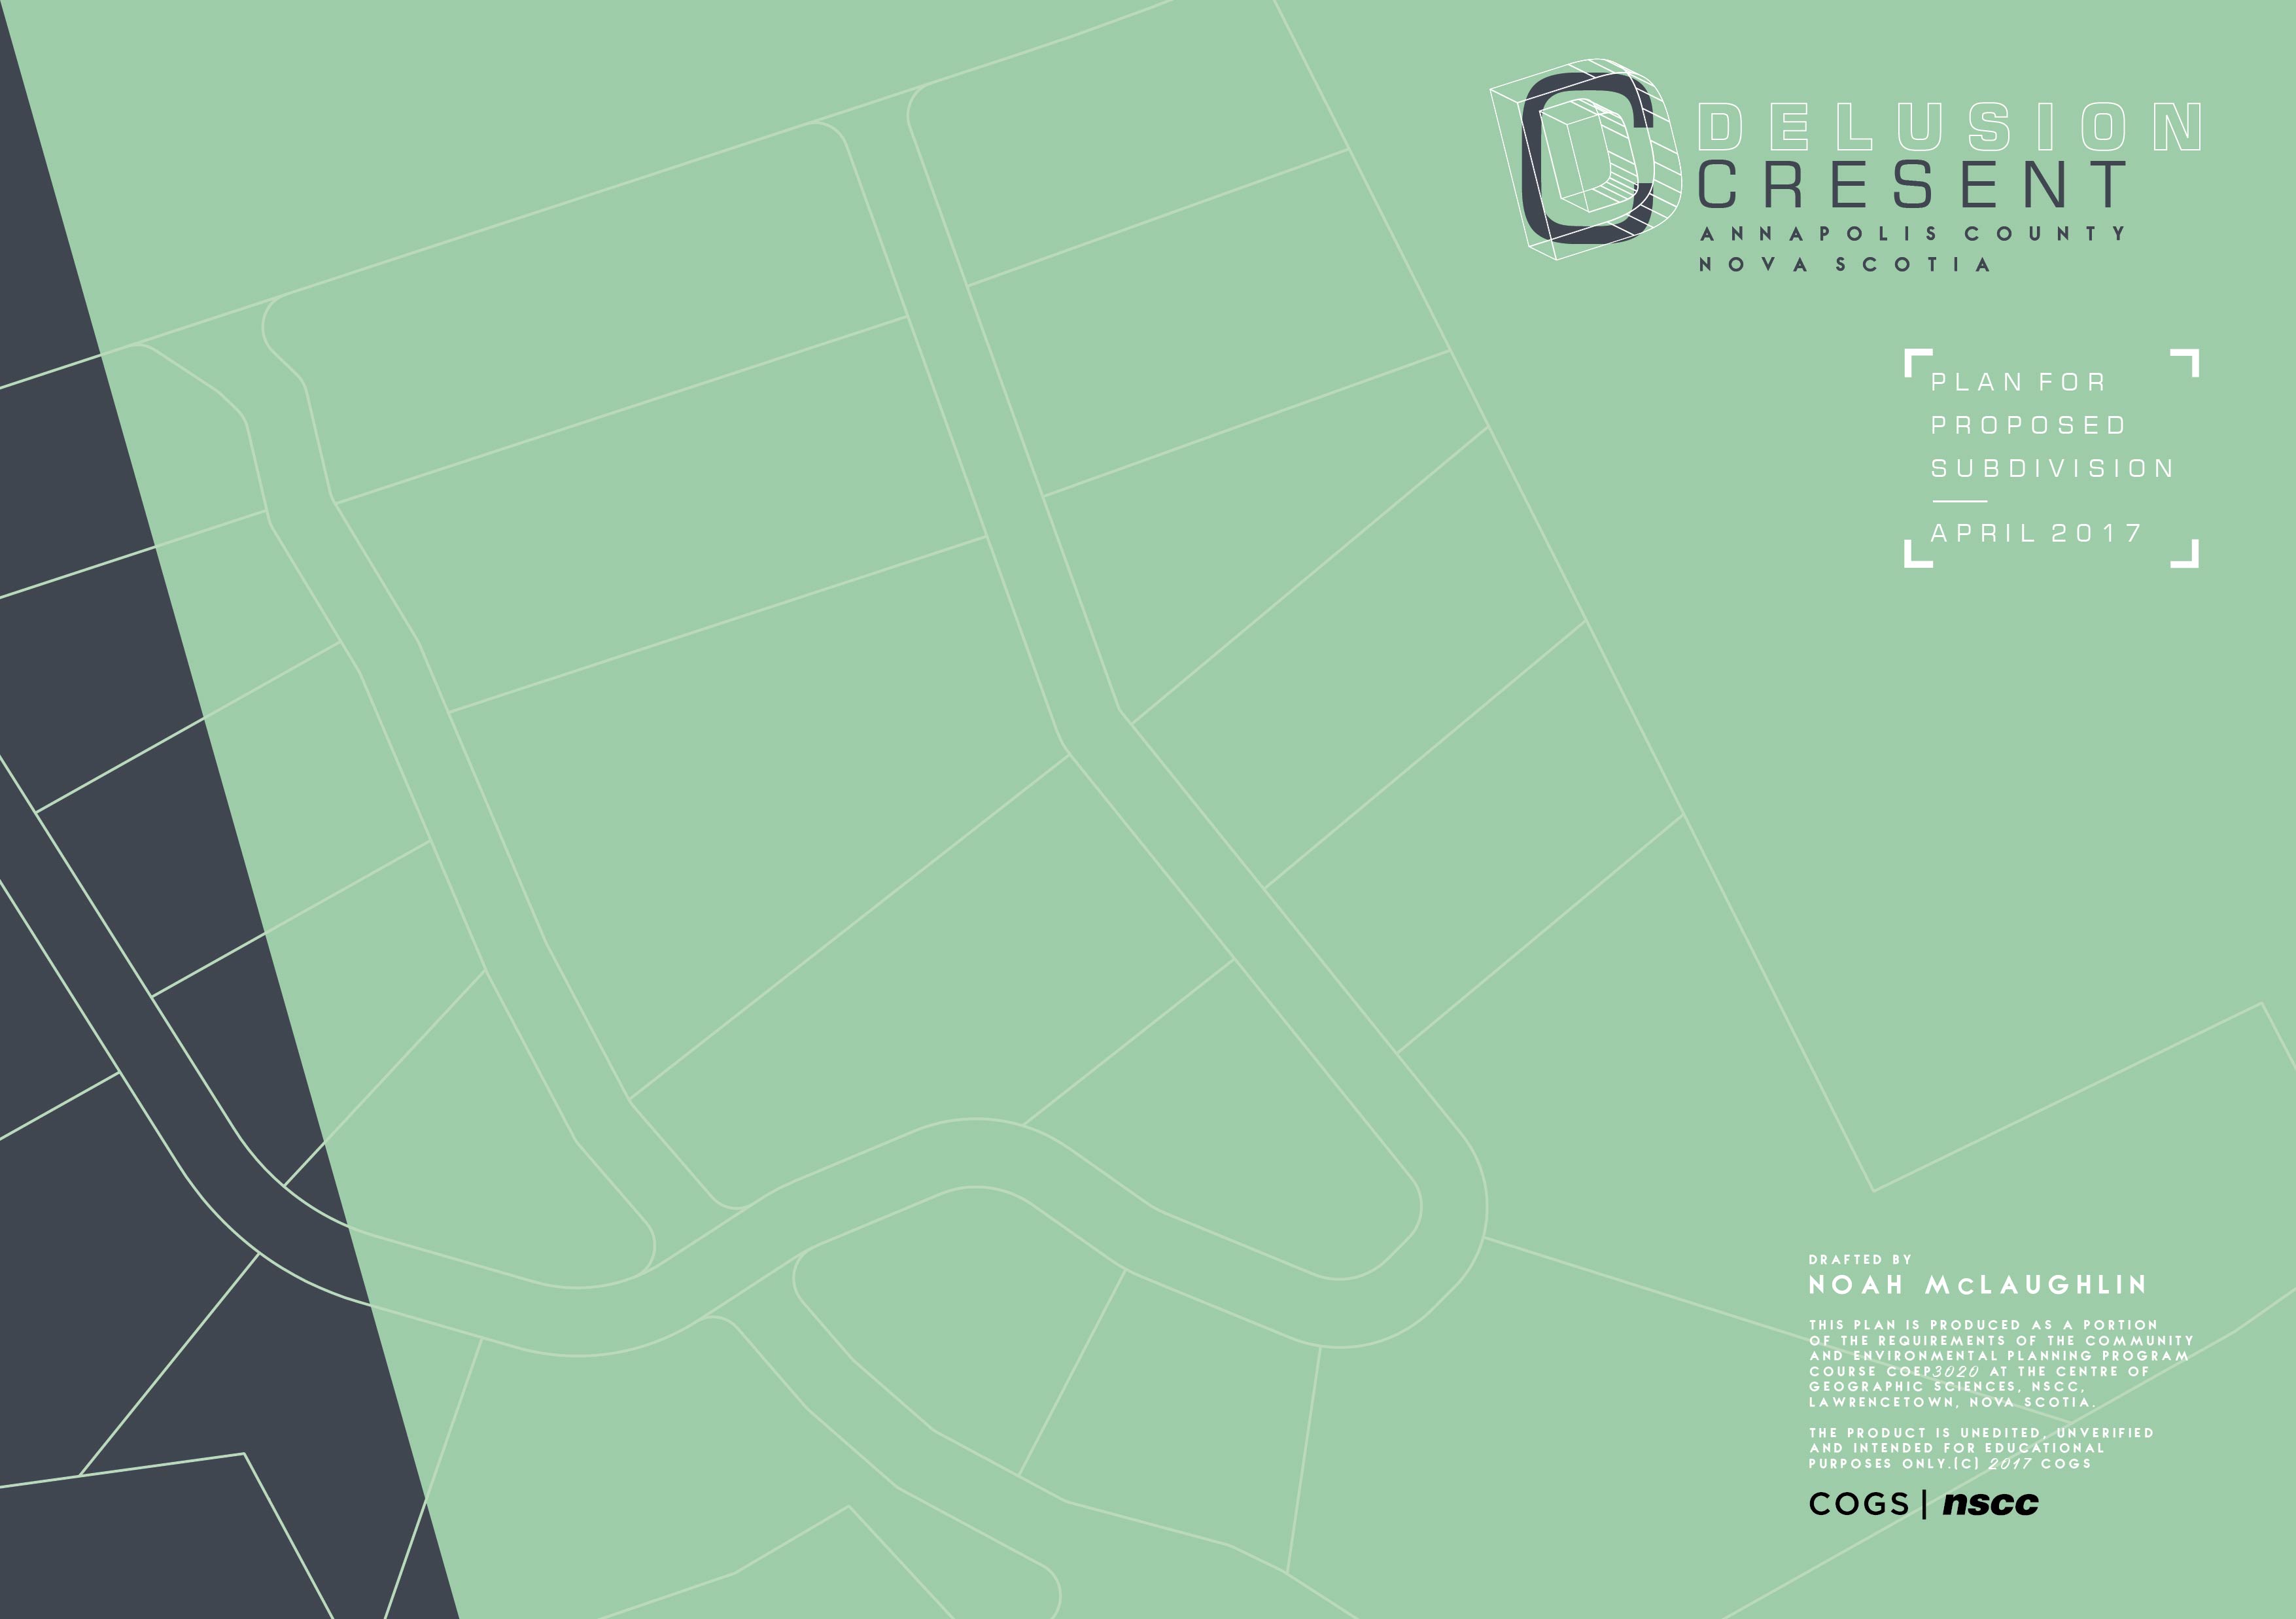 DC
DELUSION
CRESENT
ANNAPOLIS COUNTY
NOVA SCOTIA
PLAN FOR
PROPOSED
SUBDIVISION
APRIL 2017
DRAFTED BY
NOAH McLAUGHLIN
THIS PLAN IS PRODUCED AS A PORTION
OF THE REQUIREMENTS OF THE COMMUNITY
AND ENVIRONMENTAL PLANNING PROGRAM
COURSE COEP3020 AT THE CENTRE OF
GEOGRAPHIC SCIENCES, NSCC,
LAWRENCETOWN, NOVA SCOTIA.
THE PRODUCT IS UNEDITED, UNVERIFIED
AND INTENDED FOR EDUCATIONAL
PURPOSES ONLY.[C] 2017 COGS
COGS | nscc